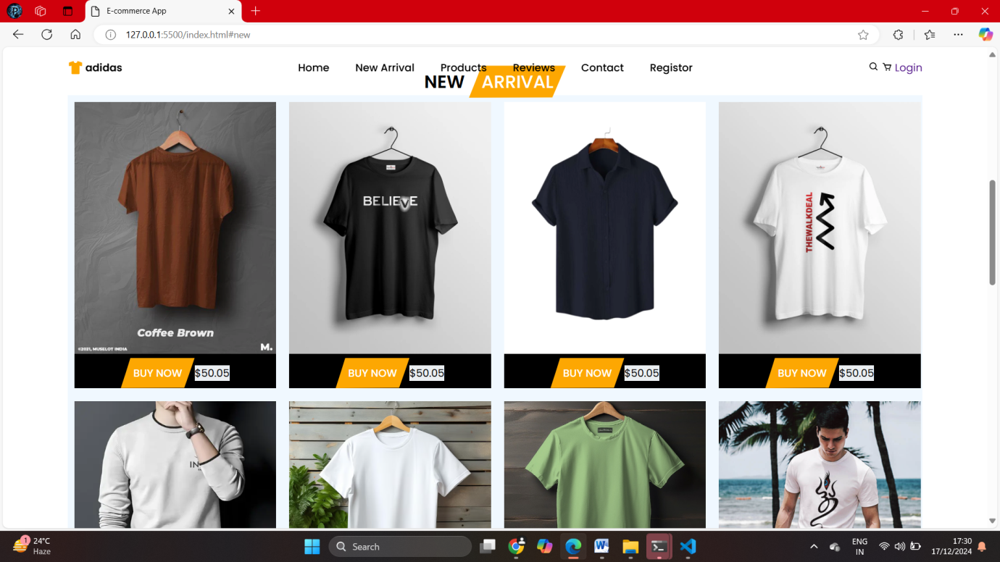 E-commerce App
127.0.0.1:5500/index.html#new
adidas Home New Arrival Products Reviews Contact Registor Login
NEW ARRIVAL
BELIEVE
THEWALKDEAL
Coffee Brown
©2021, MUSELOT INDIA M.
BUY NOW $50.05 BUY NOW $50.05 BUY NOW $50.05 BUY NOW $50.05
IN
1 24°C
Haze
Search
ENG
IN
17:30
17/12/2024